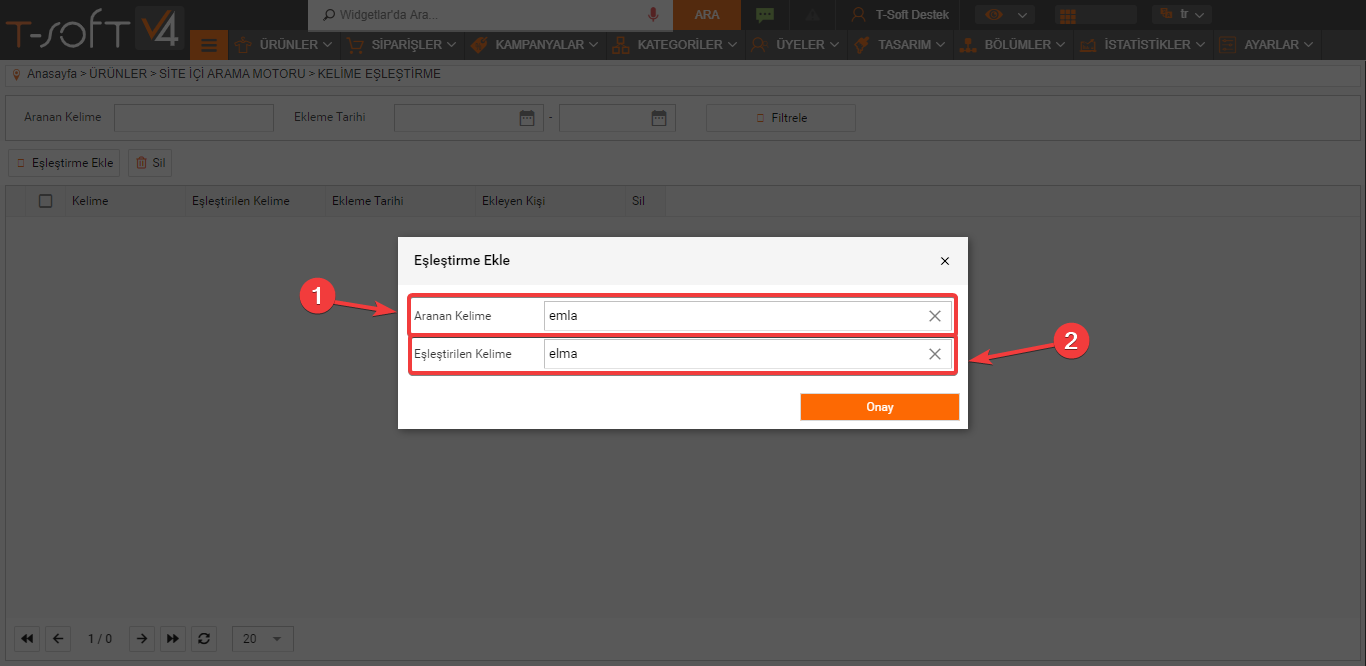 T-SOFT V4
Widgetlar'da Ara...
ARA
T-Soft Destek
tr
ÜRÜNLER
SİPARİŞLER
KAMPANYALAR
KATEGORİLER
ÜYELER
TASARIM
BÖLÜMLER
İSTATİSTİKLER
AYARLAR
Anasayfa > ÜRÜNLER > SİTE İÇİ ARAMA MOTORU > KELİME EŞLEŞTİRME
Aranan Kelime
Ekleme Tarihi
-
Filtrele
Eşleştirme Ekle
Sil
Kelime
Eşleştirilen Kelime
Ekleme Tarihi
Ekleyen Kişi
Sil
Eşleştirme Ekle
1
Aranan Kelime
emla
2
Eşleştirilen Kelime
elma
Onay
1 / 0
20